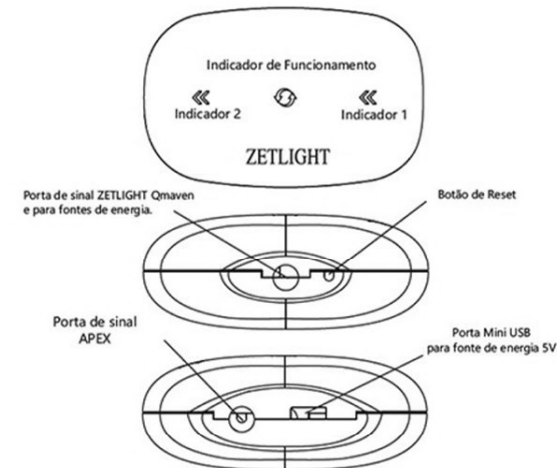 Indicador de Funcionamento
Indicador 2
Indicador 1
ZETLIGHT
Porta de sinal ZETLIGHT Qmaven
e para fontes de energia.
Botão de Reset
Porta de sinal
APEX
Porta Mini USB
para fonte de energia 5V